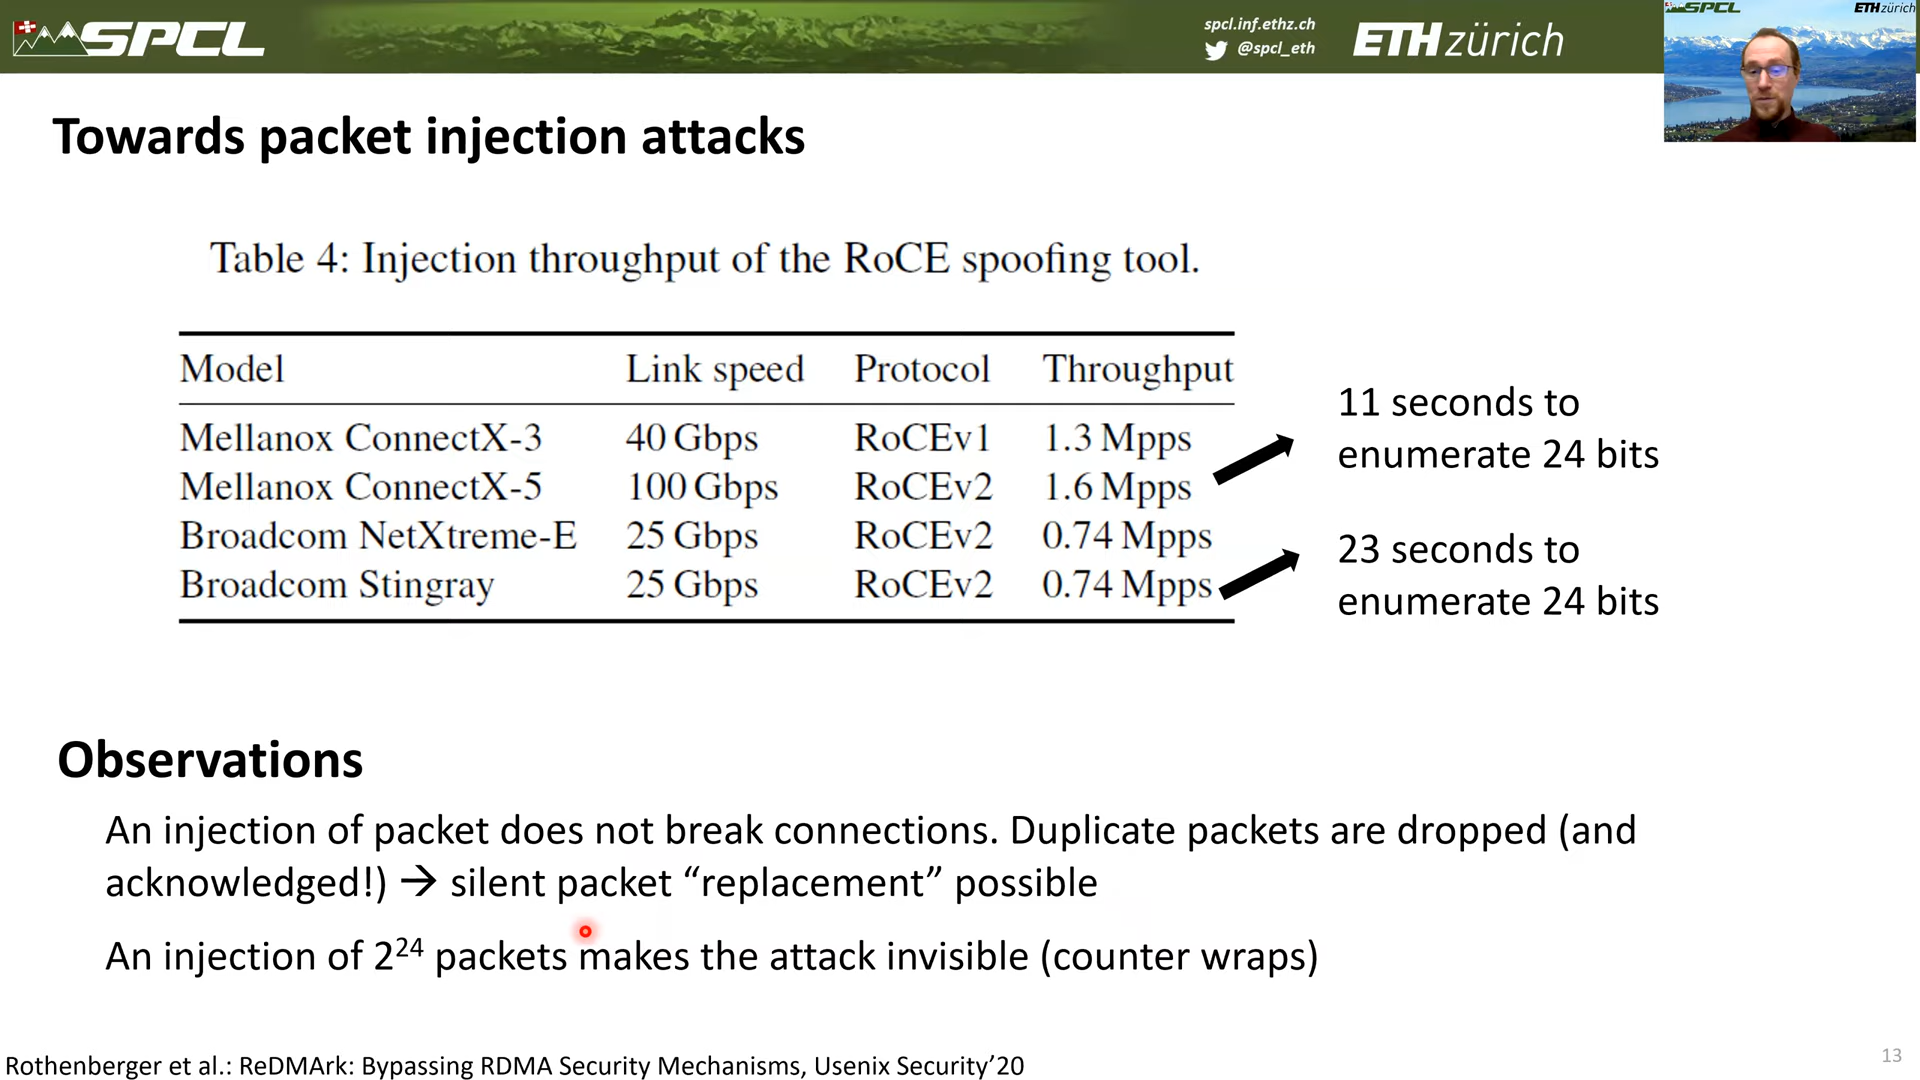 SPCL
spcl.inf.ethz.ch
@spcl_eth
ETH zürich
SPCL
ETH zürich
Towards packet injection attacks
Table 4: Injection throughput of the RoCE spoofing tool.
Model Link speed Protocol Throughput
Mellanox ConnectX-3 40 Gbps RoCEv1 1.3 Mpps
Mellanox ConnectX-5 100 Gbps RoCEv2 1.6 Mpps
Broadcom NetXtreme-E 25 Gbps RoCEv2 0.74 Mpps
Broadcom Stingray 25 Gbps RoCEv2 0.74 Mpps
11 seconds to
enumerate 24 bits
23 seconds to
enumerate 24 bits
Observations
An injection of packet does not break connections. Duplicate packets are dropped (and
acknowledged!) → silent packet “replacement” possible
An injection of 2²⁴ packets makes the attack invisible (counter wraps)
Rothenberger et al.: ReDMArk: Bypassing RDMA Security Mechanisms, Usenix Security’20
13